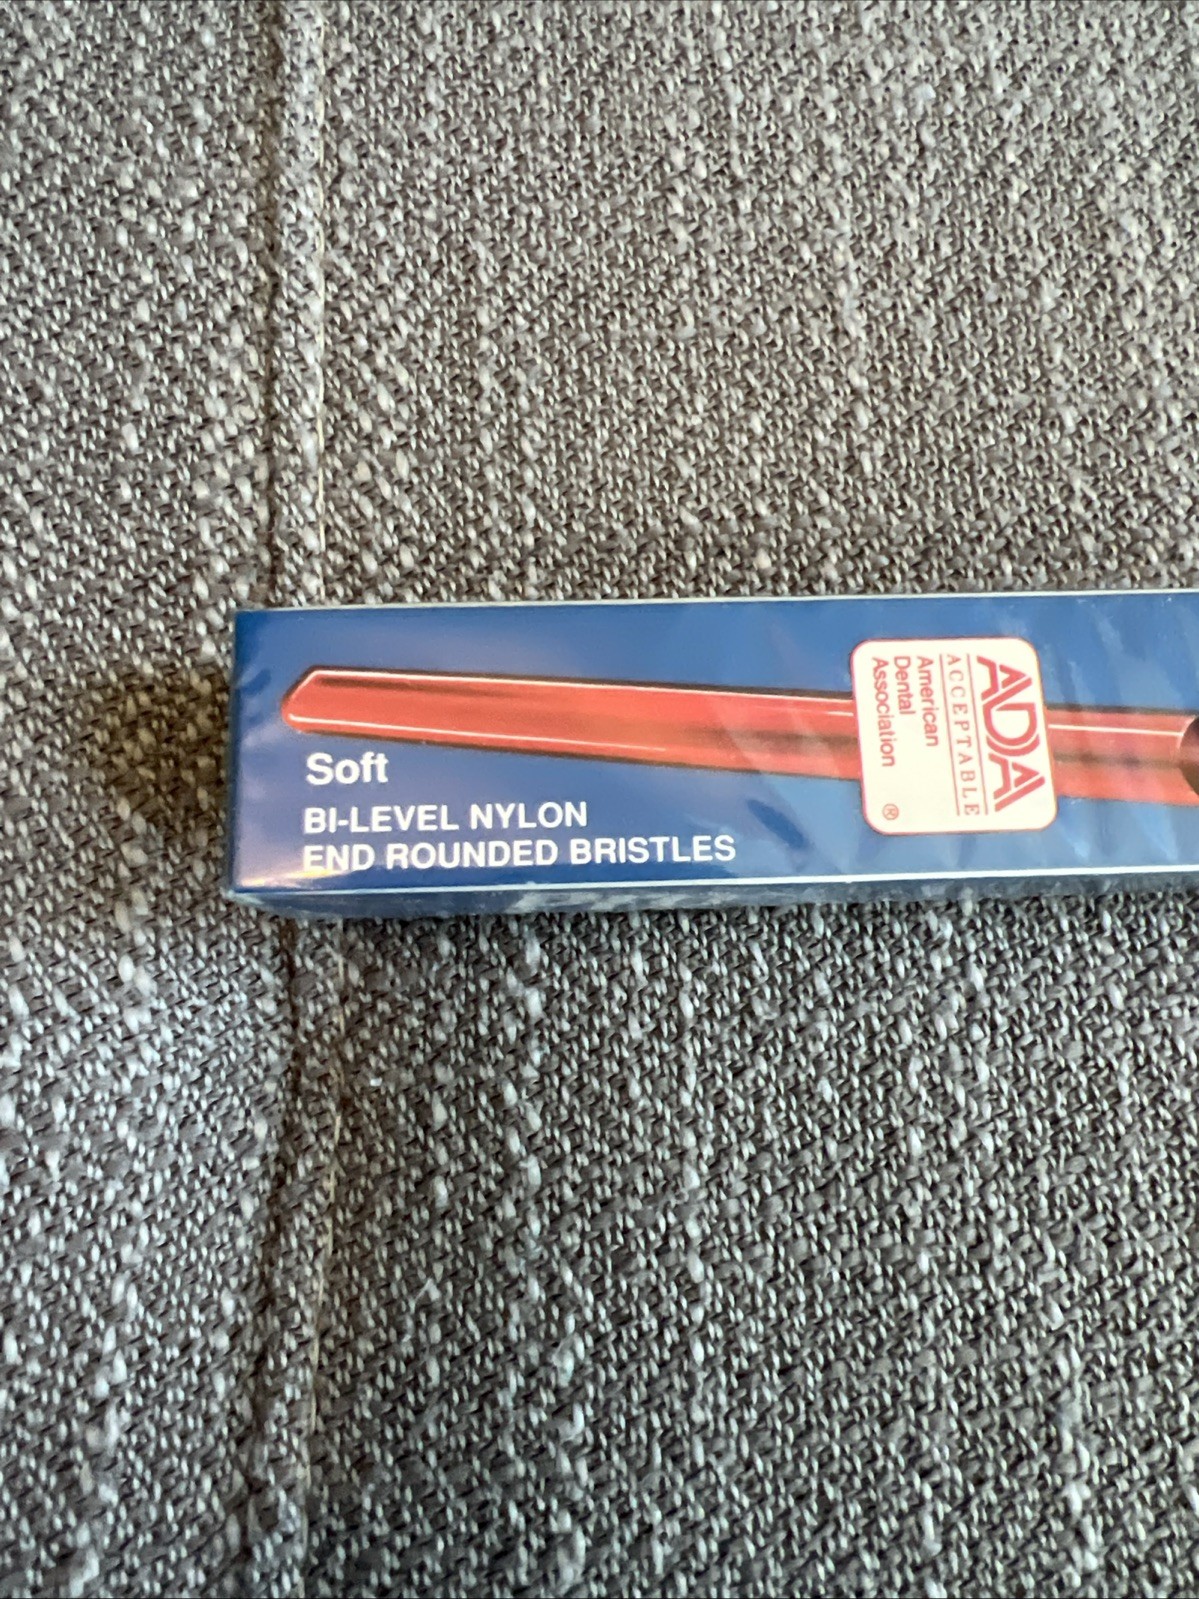 Soft
BI-LEVEL NYLON
END ROUNDED BRISTLES
ADA
ACCEPTABLE
American
Dental
Association
®